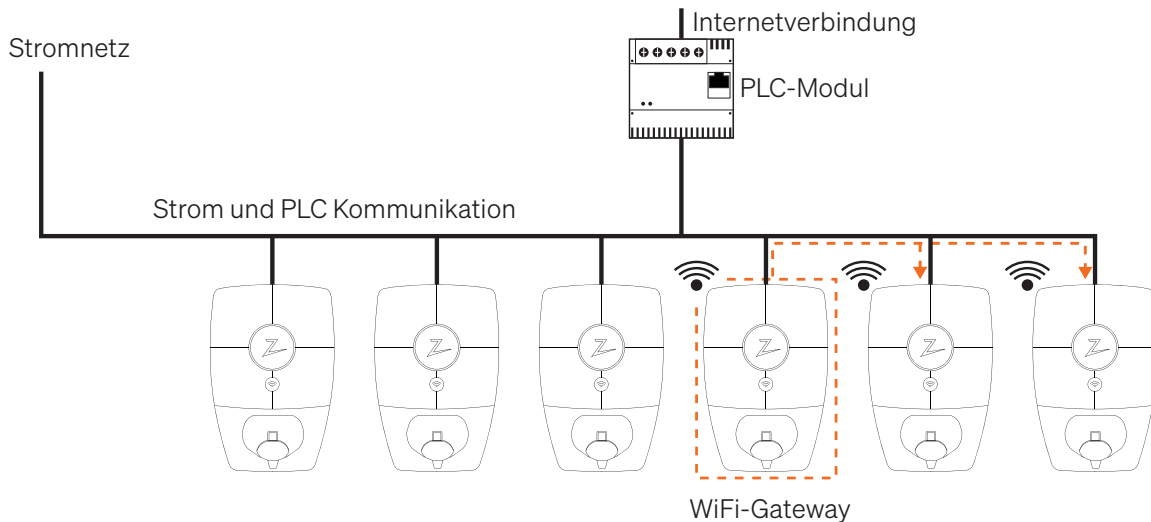 Internetverbindung
Stromnetz
PLC-Modul
Strom und PLC Kommunikation
WiFi-Gateway